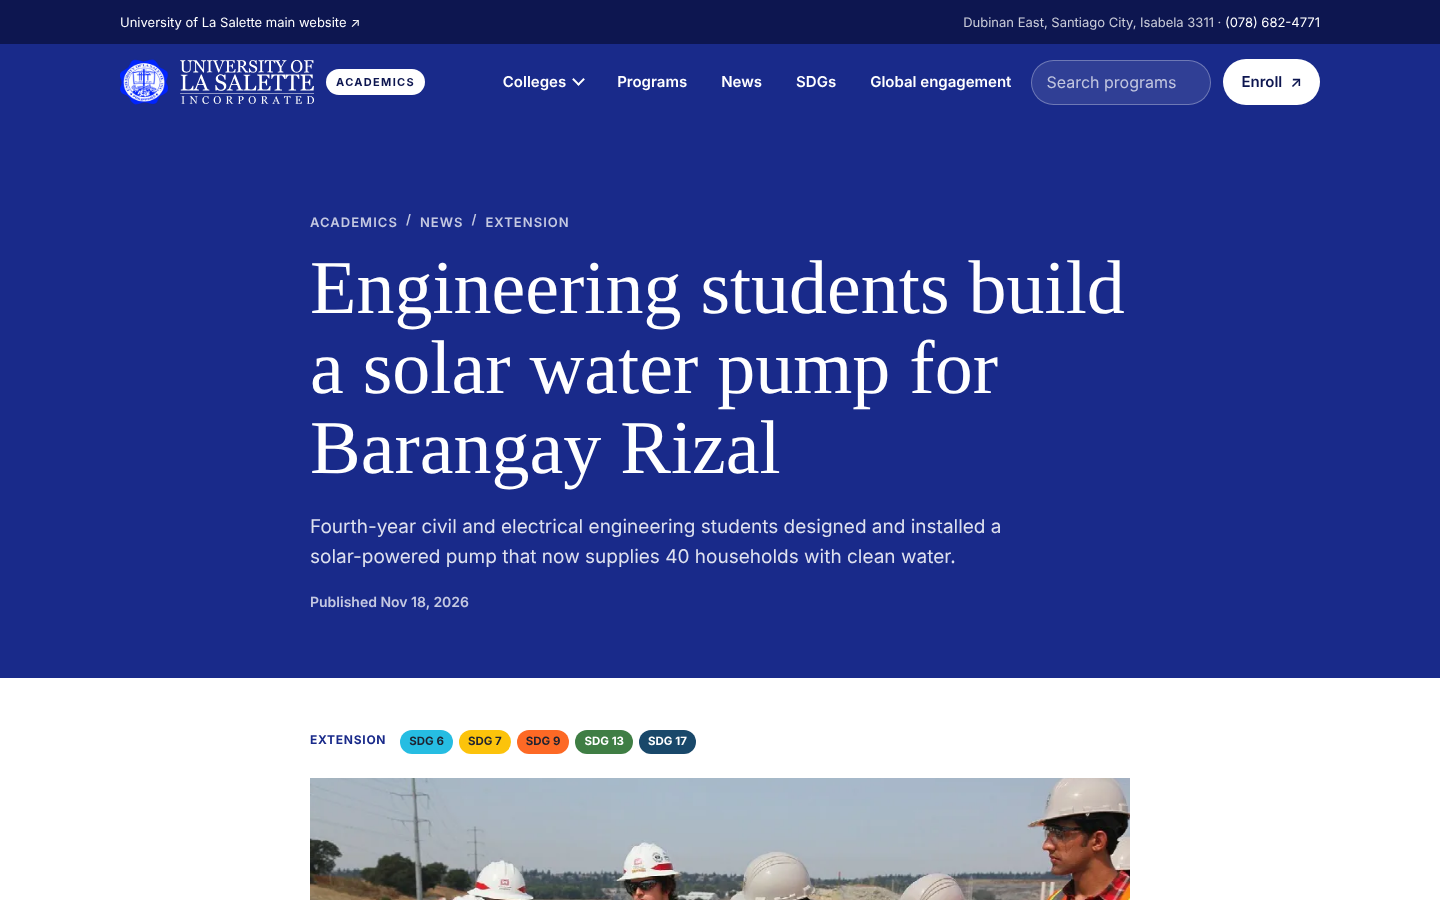 University of La Salette main website ↗
Dubinan East, Santiago City, Isabela 3311 · (078) 682-4771
UNIVERSITY OF
LA SALETTE
INCORPORATED
ACADEMICS
Colleges
Programs
News
SDGs
Global engagement
Search programs
Enroll ↗
ACADEMICS / NEWS / EXTENSION
Engineering students build
a solar water pump for
Barangay Rizal
Fourth-year civil and electrical engineering students designed and installed a
solar-powered pump that now supplies 40 households with clean water.
Published Nov 18, 2026
EXTENSION SDG 6 SDG 7 SDG 9 SDG 13 SDG 17